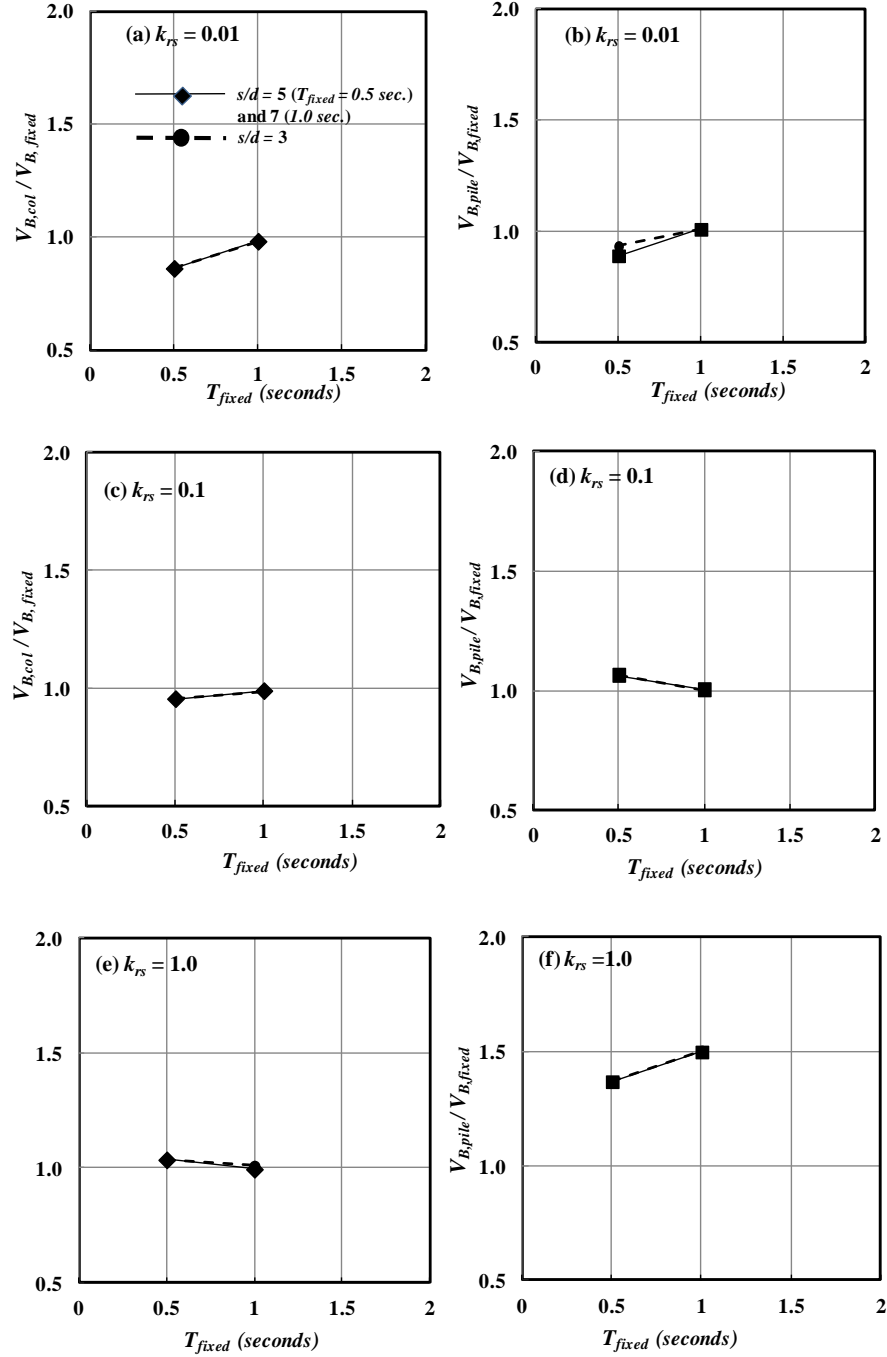 (a) k_rs = 0.01
s/d = 5 (T_fixed = 0.5 sec.)
and 7 (1.0 sec.)
s/d = 3
V_B,col / V_B, fixed
2.0
1.5
1.0
0.5
0 0.5 1 1.5 2
T_fixed (seconds)
(b) k_rs = 0.01
V_B,pile / V_B,fixed
2.0
1.5
1.0
0.5
0 0.5 1 1.5 2
T_fixed (seconds)
(c) k_rs = 0.1
V_B,col / V_B, fixed
2.0
1.5
1.0
0.5
0 0.5 1 1.5 2
T_fixed (seconds)
(d) k_rs = 0.1
V_B,pile / V_B,fixed
2.0
1.5
1.0
0.5
0 0.5 1 1.5 2
T_fixed (seconds)
(e) k_rs = 1.0
2.0
1.5
1.0
0.5
0 0.5 1 1.5 2
T_fixed (seconds)
(f) k_rs =1.0
V_B,pile / V_B,fixed
2.0
1.5
1.0
0.5
0 0.5 1 1.5 2
T_fixed (seconds)